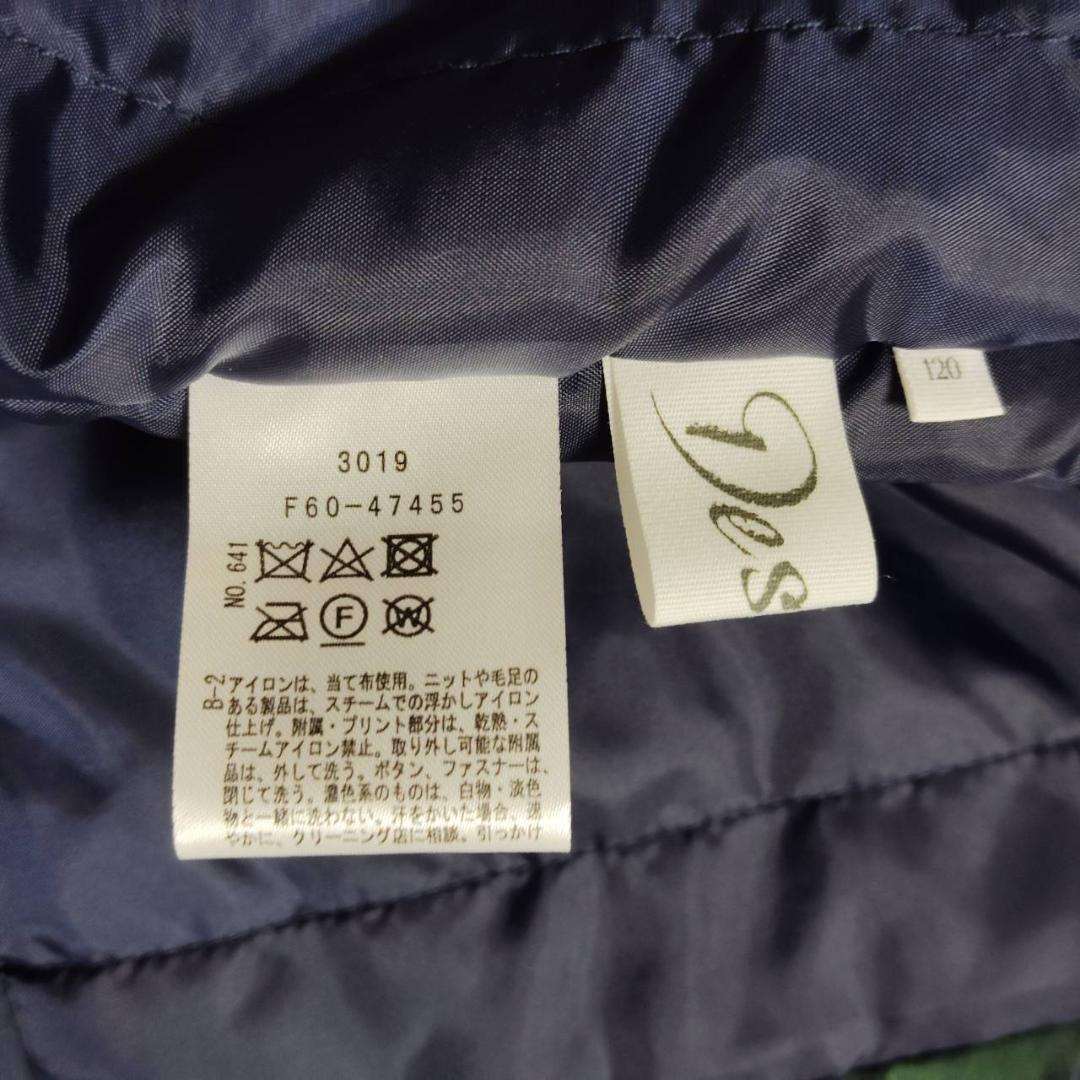 3019
F60-47455
NO. 641
F
W
B-2
アイロンは、当て布使用。ニットや毛足の
ある製品は、スチームでの浮かしアイロン
仕上げ。附属・プリント部分は、乾熱・ス
チームアイロン禁止。取り外し可能な附属
品は、外して洗う。ボタン、ファスナーは、
閉じて洗う。濃色系のものは、白物・淡色
物と一緒に洗わない。汗をかいた場合、速
やかに、クリーニング店に相談。引っかけ
Des
120